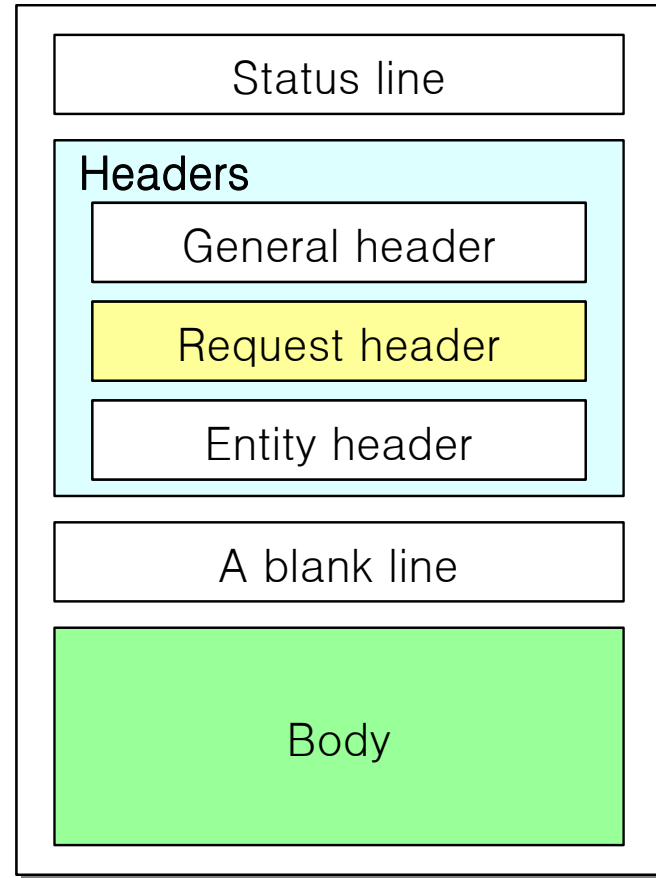 Status line
Headers
General header
Request header
Entity header
A blank line
Body